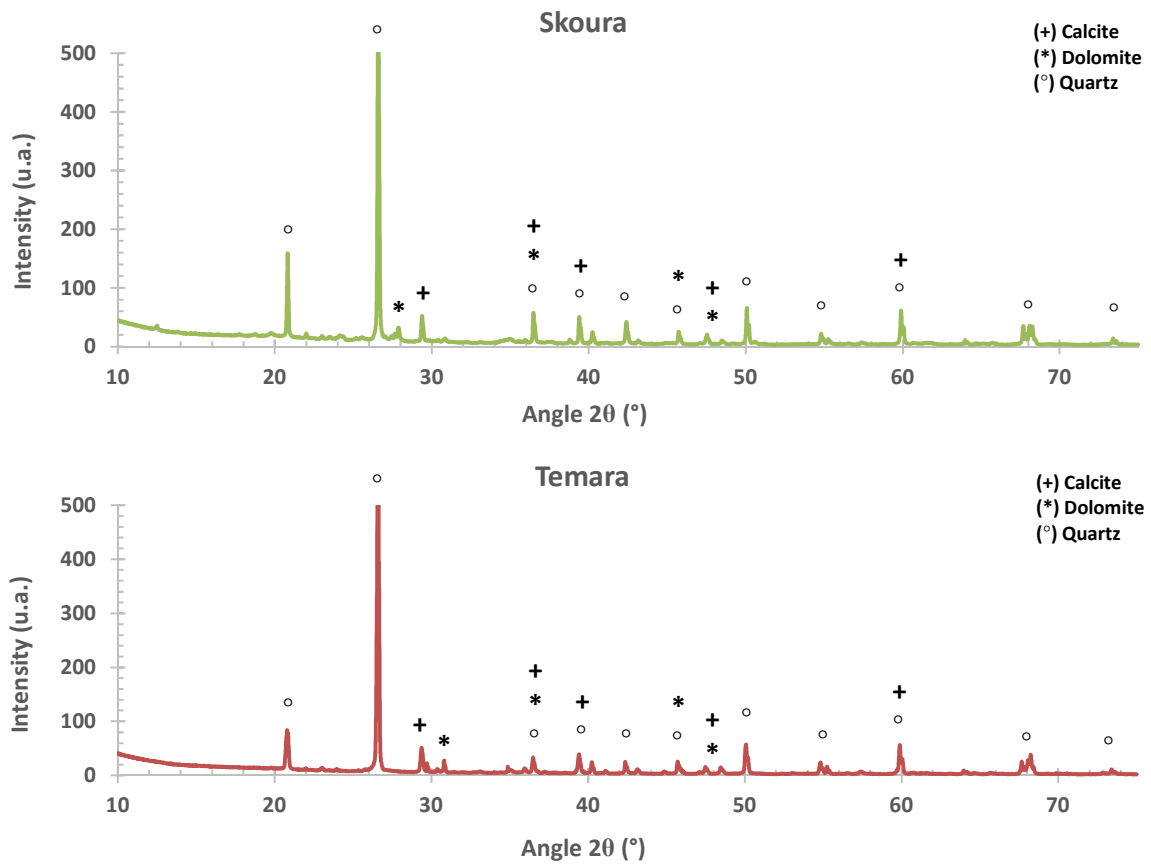 Skoura
(+) Calcite
(*) Dolomite
(°) Quartz
500
400
300
200
100
0
Intensity (u.a.)
10 20 30 40 50 60 70
Angle 2θ (°)
Temara
(+) Calcite
(*) Dolomite
(°) Quartz
500
400
300
200
100
0
Intensity (u.a.)
10 20 30 40 50 60 70
Angle 2θ (°)